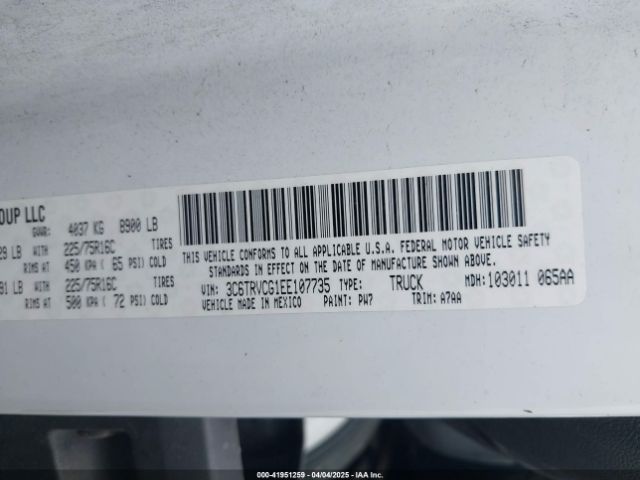 OUP LLC
GVWR: 4037 KG 8900 LB
29 LB WITH 225/75R16C TIRES
RIMS AT 450 KPA ( 65 PSI) COLD
91 LB WITH 225/75R16C TIRES
RIMS AT 500 KPA ( 72 PSI) COLD
THIS VEHICLE CONFORMS TO ALL APPLICABLE U.S.A. FEDERAL MOTOR VEHICLE SAFETY
STANDARDS IN EFFECT ON THE DATE OF MANUFACTURE SHOWN ABOVE.
VIN: 3C6TRVCG1EE107735 TYPE: TRUCK MDH: 103011 065AA
VEHICLE MADE IN MEXICO PAINT: PW7 TRIM: A7AA
000-41951259 04/04/2025 - IAA Inc.